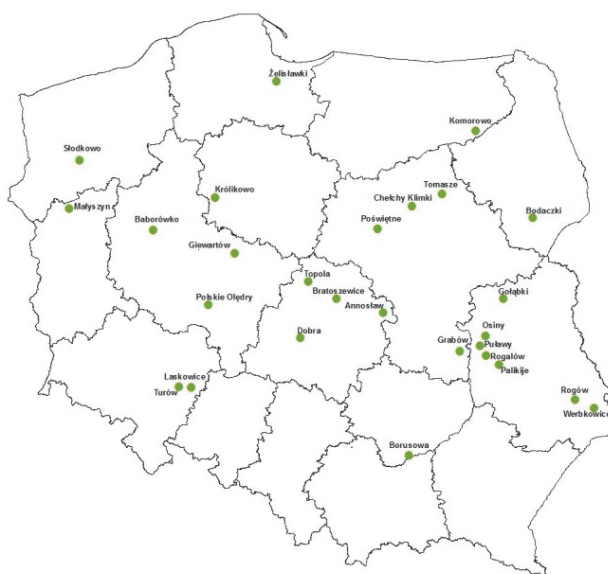 Żelisławki
Komorowo
Słodkowo
Tomasze
Królikowo
Chełchy Klimki
Małyszyn
Bodaczki
Baborówko
Poświętne
Giewartów
Topola
Bratoszewice
Gołąbki
Polskie Olędry
Annosław
Osiny
Dobra
Grabów
Puławy
Rogalów
Palikije
Laskowice
Turów
Rogów
Werbkowice
Borusowa